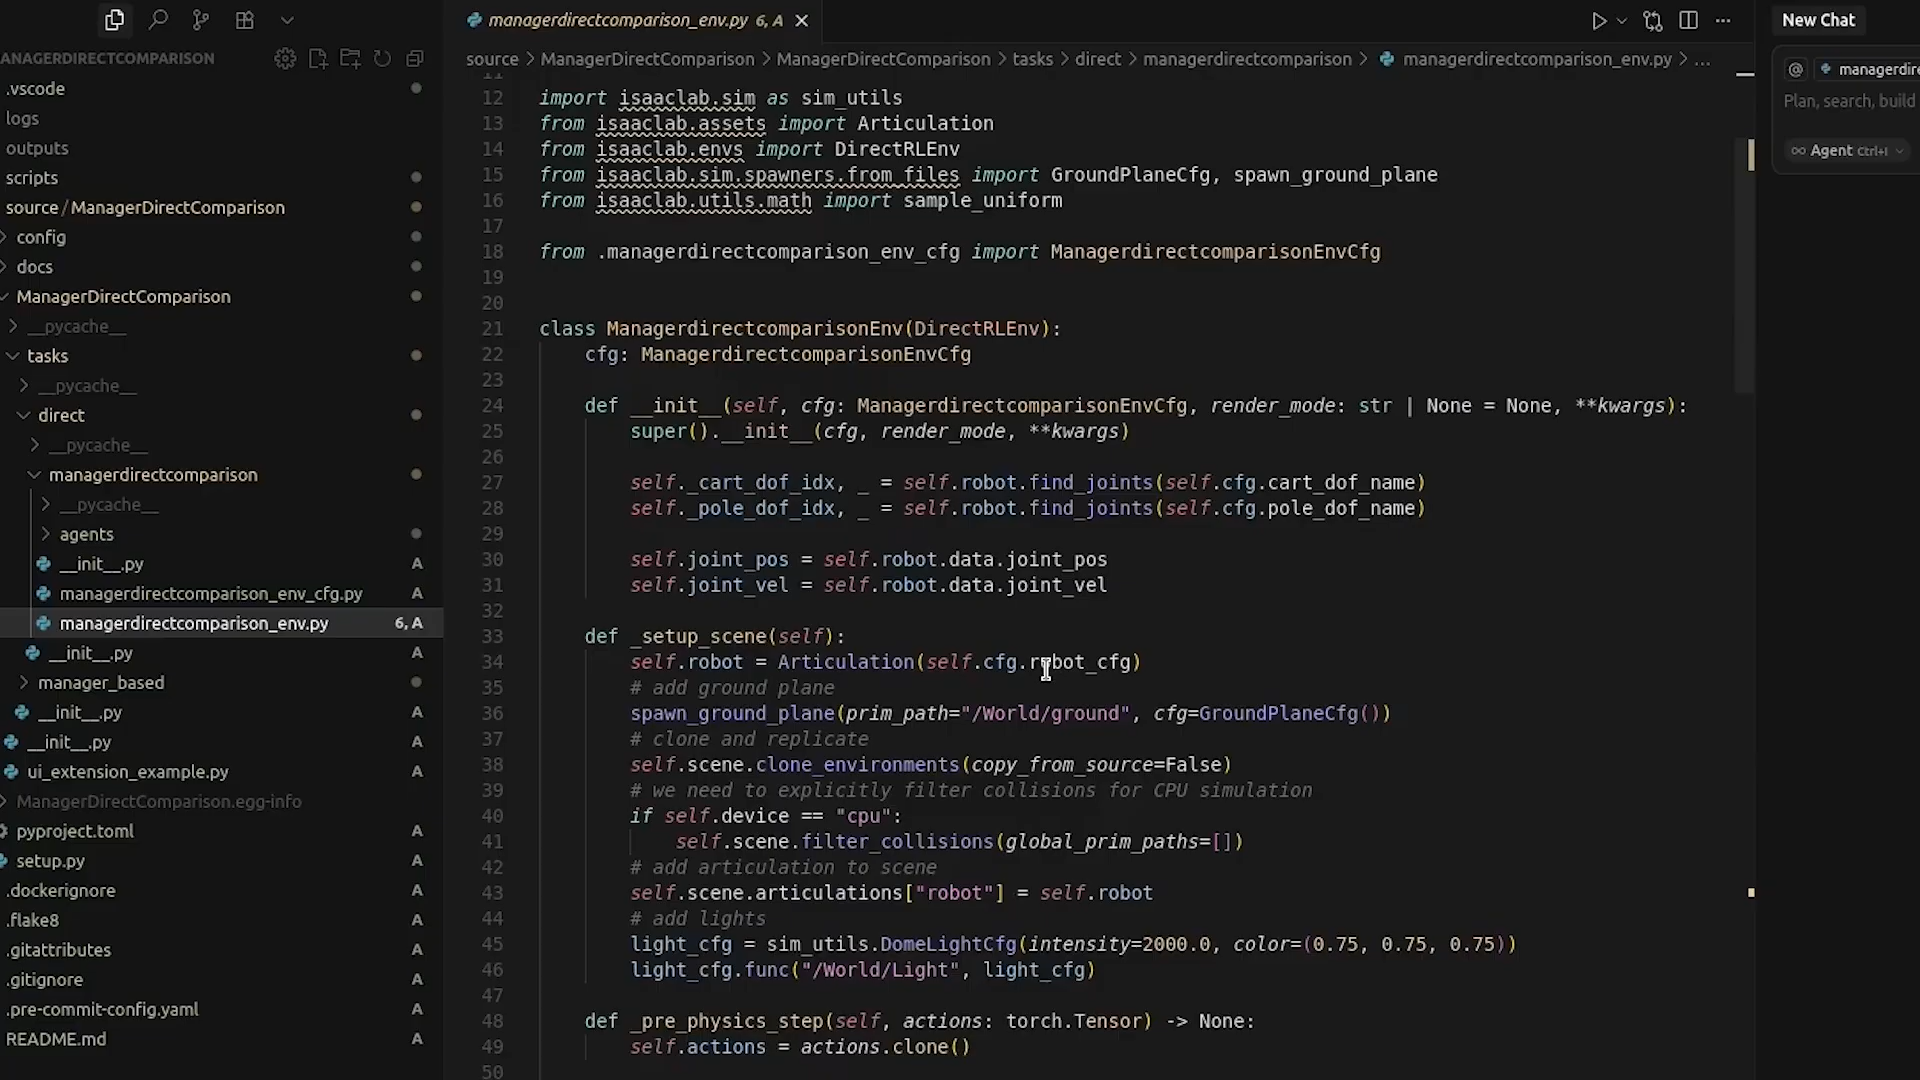 managerdirectcomparison_env.py 6, A
New Chat
ANAGERDIRECTCOMPARISON
.vscode
logs
outputs
scripts
source / ManagerDirectComparison
config
docs
ManagerDirectComparison
__pycache__
tasks
__pycache__
direct
__pycache__
managerdirectcomparison
__pycache__
agents
__init__.py A
managerdirectcomparison_env_cfg.py A
managerdirectcomparison_env.py 6, A
__init__.py A
manager_based
__init__.py A
__init__.py A
ui_extension_example.py A
ManagerDirectComparison.egg-info
pyproject.toml A
setup.py A
.dockerignore A
.flake8 A
.gitattributes A
.gitignore A
.pre-commit-config.yaml A
README.md A
source > ManagerDirectComparison > ManagerDirectComparison > tasks > direct > managerdirectcomparison > managerdirectcomparison_env.py > ...
11
12 import isaaclab.sim as sim_utils
13 from isaaclab.assets import Articulation
14 from isaaclab.envs import DirectRLEnv
15 from isaaclab.sim.spawners.from_files import GroundPlaneCfg, spawn_ground_plane
16 from isaaclab.utils.math import sample_uniform
17
18 from .managerdirectcomparison_env_cfg import ManagerdirectcomparisonEnvCfg
19
20
21 class ManagerdirectcomparisonEnv(DirectRLEnv):
22 cfg: ManagerdirectcomparisonEnvCfg
23
24 def __init__(self, cfg: ManagerdirectcomparisonEnvCfg, render_mode: str | None = None, **kwargs):
25 super().__init__(cfg, render_mode, **kwargs)
26
27 self._cart_dof_idx, _ = self.robot.find_joints(self.cfg.cart_dof_name)
28 self._pole_dof_idx, _ = self.robot.find_joints(self.cfg.pole_dof_name)
29
30 self.joint_pos = self.robot.data.joint_pos
31 self.joint_vel = self.robot.data.joint_vel
32
33 def _setup_scene(self):
34 self.robot = Articulation(self.cfg.robot_cfg)
35 # add ground plane
36 spawn_ground_plane(prim_path="/World/ground", cfg=GroundPlaneCfg())
37 # clone and replicate
38 self.scene.clone_environments(copy_from_source=False)
39 # we need to explicitly filter collisions for CPU simulation
40 if self.device == "cpu":
41 self.scene.filter_collisions(global_prim_paths=[])
42 # add articulation to scene
43 self.scene.articulations["robot"] = self.robot
44 # add lights
45 light_cfg = sim_utils.DomeLightCfg(intensity=2000.0, color=(0.75, 0.75, 0.75))
46 light_cfg.func("/World/Light", light_cfg)
47
48 def _pre_physics_step(self, actions: torch.Tensor) -> None:
49 self.actions = actions.clone()
50
@ managerdire
Plan, search, build
∞ Agent Ctrl+I